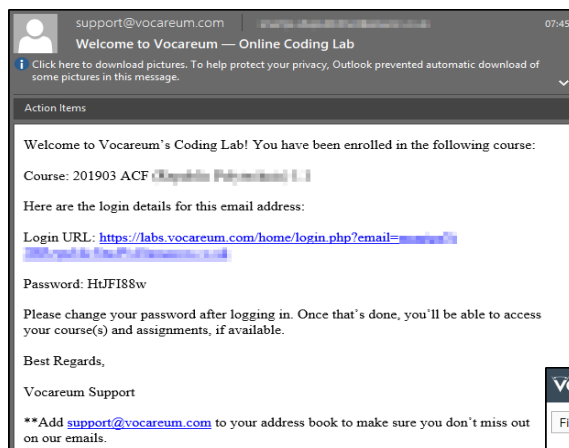 support@vocareum.com
07:45
Welcome to Vocareum — Online Coding Lab
Click here to download pictures. To help protect your privacy, Outlook prevented automatic download of
some pictures in this message.
Action Items
Welcome to Vocareum's Coding Lab! You have been enrolled in the following course:
Course: 201903 ACF
Here are the login details for this email address:
Login URL: https://labs.vocareum.com/home/login.php?email=
Password: HtJFI88w
Please change your password after logging in. Once that's done, you'll be able to access
your course(s) and assignments, if available.
Best Regards,
Vocareum Support
**Add support@vocareum.com to your address book to make sure you don't miss out
on our emails.